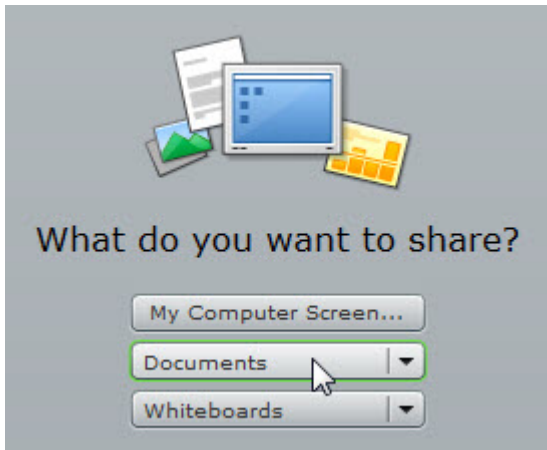 What do you want to share?
My Computer Screen...
Documents
Whiteboards